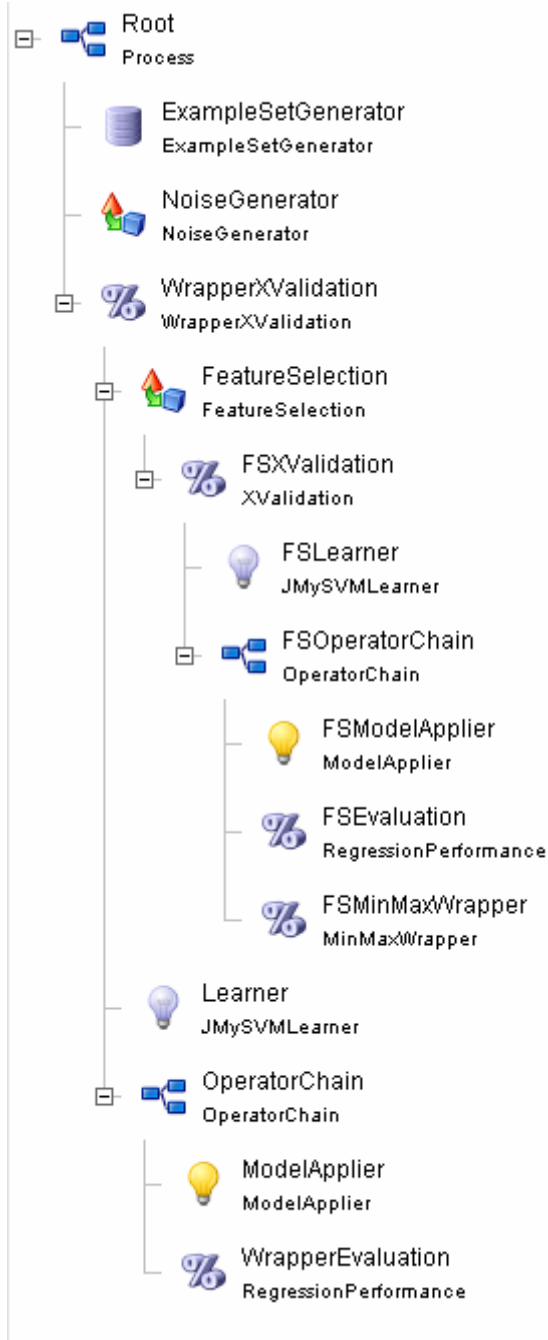 Root
Process
ExampleSetGenerator
ExampleSetGenerator
NoiseGenerator
NoiseGenerator
WrapperXValidation
WrapperXValidation
FeatureSelection
FeatureSelection
FSXValidation
XValidation
FSLearner
JMySVMLearner
FSOperatorChain
OperatorChain
FSModelApplier
ModelApplier
FSEvaluation
RegressionPerformance
FSMinMaxWrapper
MinMaxWrapper
Learner
JMySVMLearner
OperatorChain
OperatorChain
ModelApplier
ModelApplier
WrapperEvaluation
RegressionPerformance